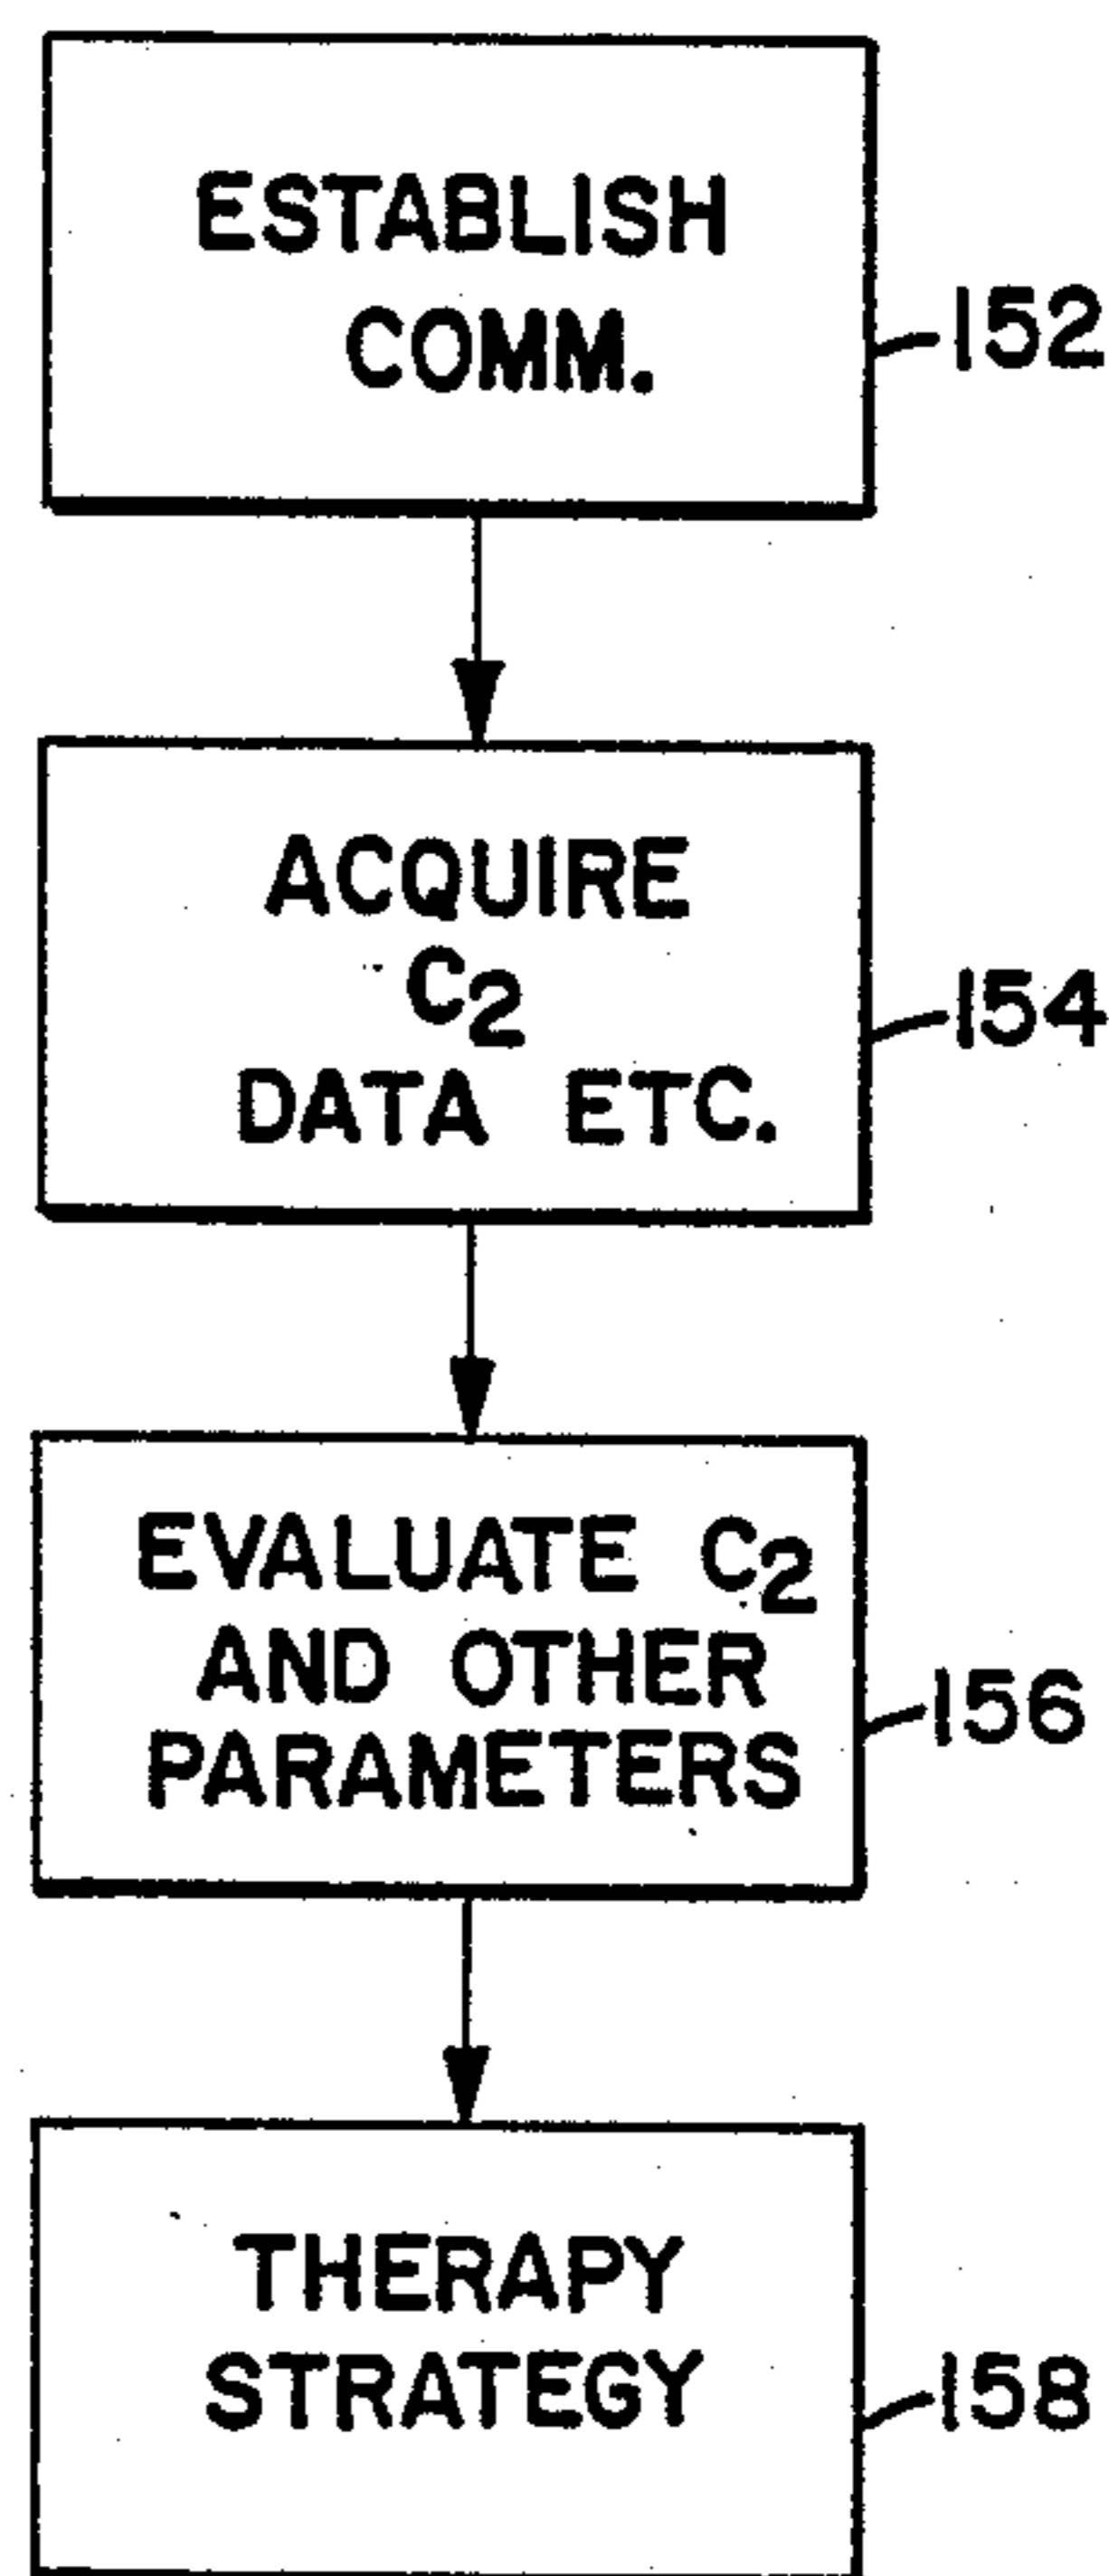 ESTABLISH
COMM.
152
ACQUIRE
C2
DATA ETC.
154
EVALUATE C2
AND OTHER
PARAMETERS
156
THERAPY
STRATEGY
158